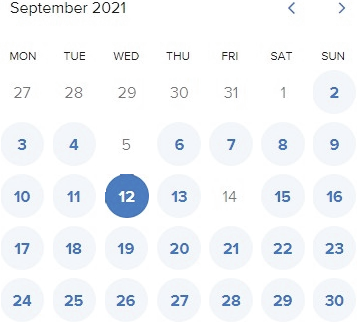 September 2021
MON TUE WED THU FRI SAT SUN
27 28 29 30 31 1 2
3 4 5 6 7 8 9
10 11 12 13 14 15 16
17 18 19 20 21 22 23
24 25 26 27 28 29 30